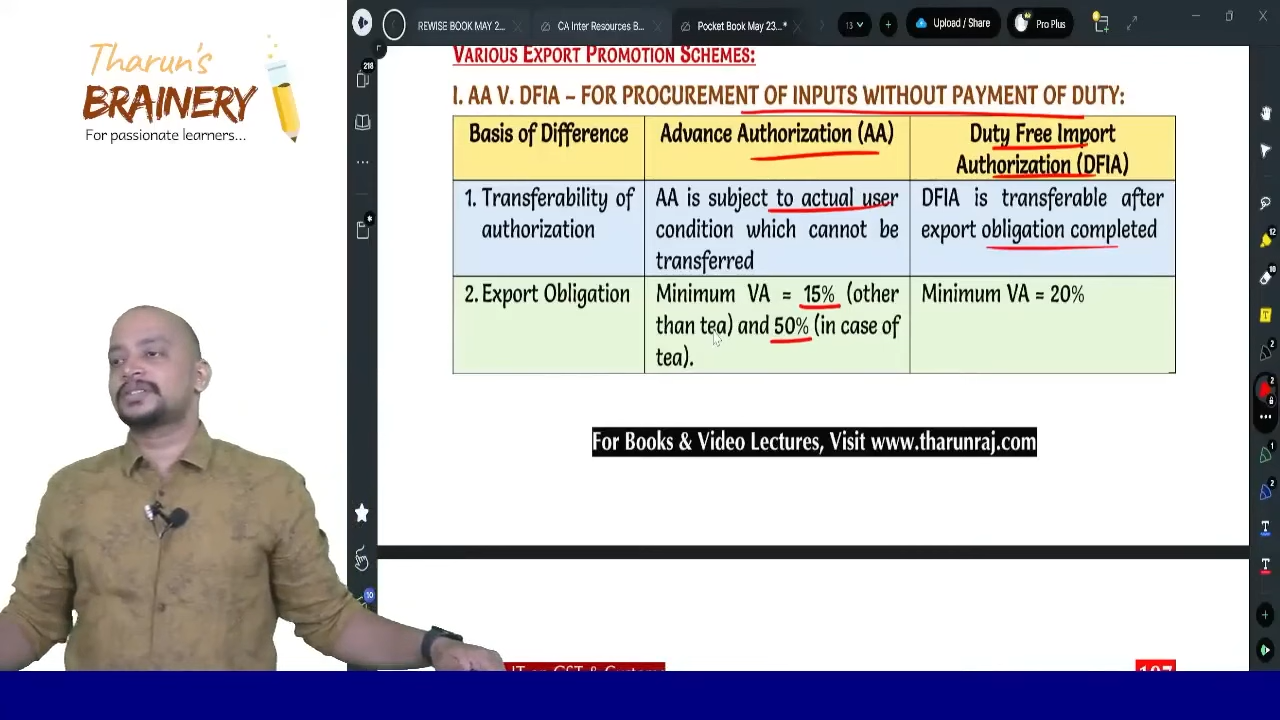 Tharun's
BRAINERY
For passionate learners...
REWISE BOOK MAY 2...
CA Inter Resources B...
Pocket Book May 23...*
13
Upload / Share
Pro Plus
218
VARIOUS EXPORT PROMOTION SCHEMES:
I. AA V. DFIA – FOR PROCUREMENT OF INPUTS WITHOUT PAYMENT OF DUTY:
Basis of Difference
Advance Authorization (AA)
Duty Free Import
Authorization (DFIA)
1. Transferability of
authorization
AA is subject to actual user
condition which cannot be
transferred
DFIA is transferable after
export obligation completed
2. Export Obligation
Minimum VA = 15% (other
than tea) and 50% (in case of
tea).
Minimum VA = 20%
For Books & Video Lectures, Visit www.tharunraj.com